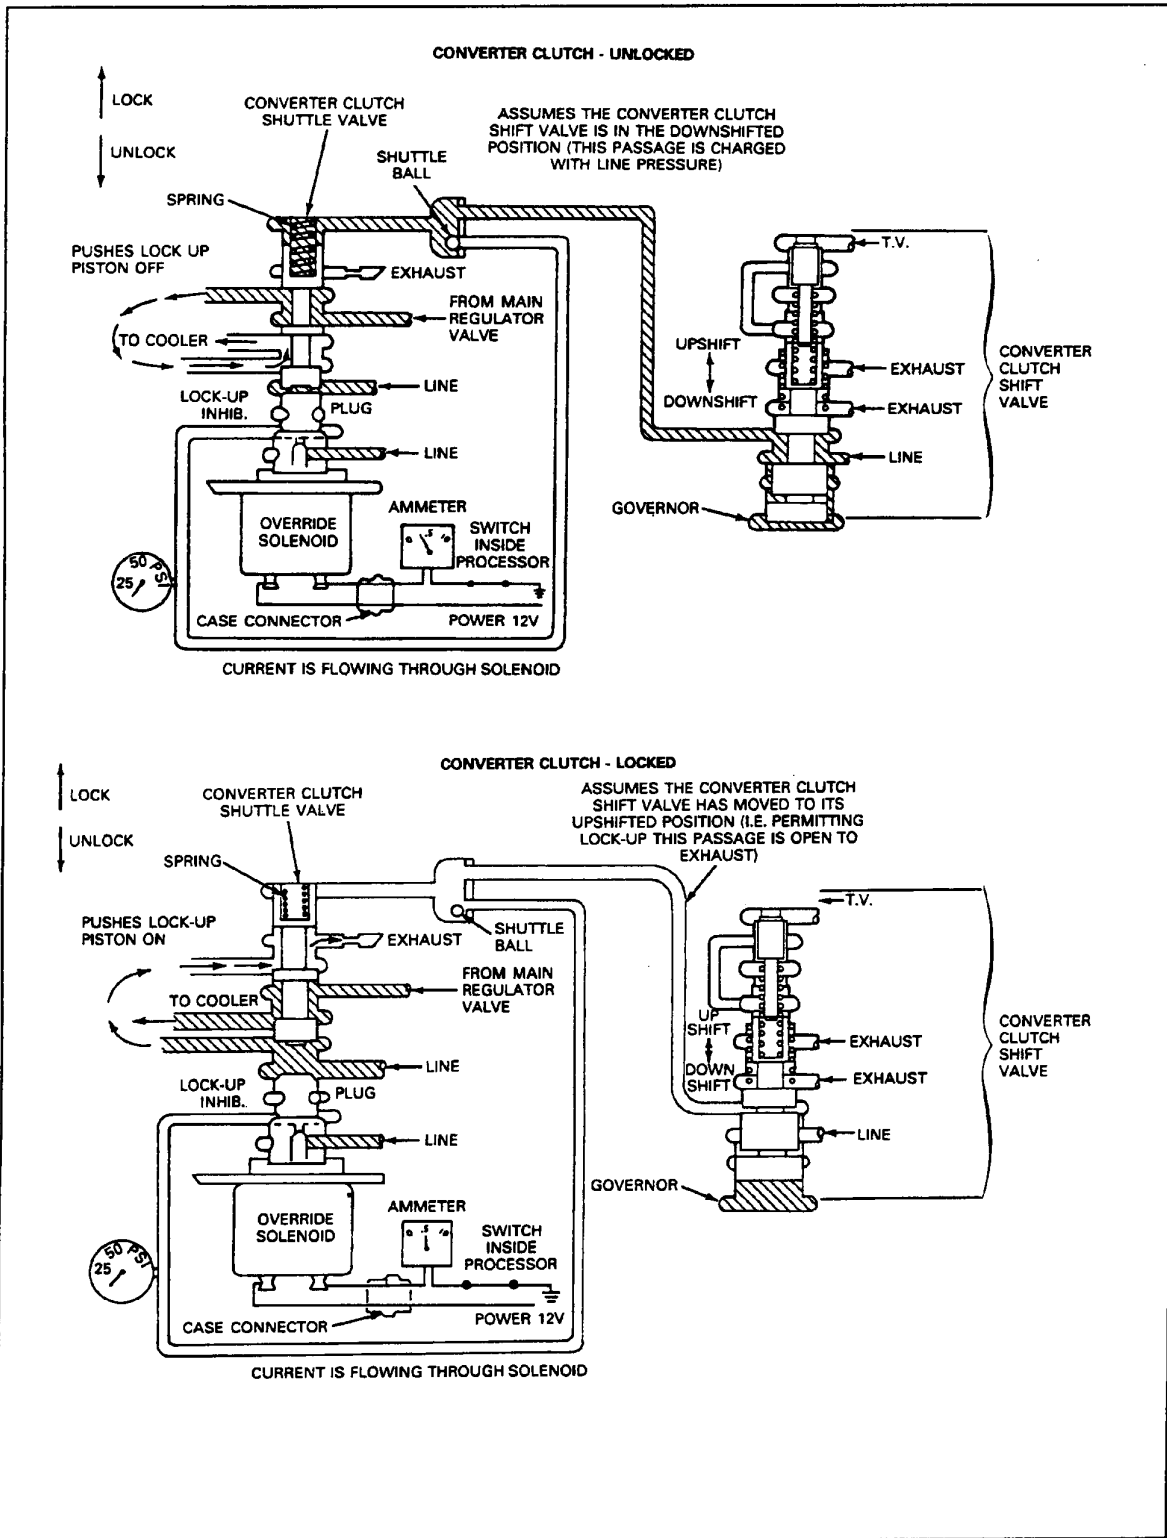 CONVERTER CLUTCH - UNLOCKED
LOCK
UNLOCK
CONVERTER CLUTCH
SHUTTLE VALVE
ASSUMES THE CONVERTER CLUTCH
SHIFT VALVE IS IN THE DOWNSHIFTED
POSITION (THIS PASSAGE IS CHARGED
WITH LINE PRESSURE)
SHUTTLE
BALL
SPRING
PUSHES LOCK UP
PISTON OFF
EXHAUST
T.V.
FROM MAIN
REGULATOR
VALVE
TO COOLER
UPSHIFT
DOWNSHIFT
EXHAUST
EXHAUST
CONVERTER
CLUTCH
SHIFT
VALVE
LINE
LOCK-UP
INHIB.
PLUG
LINE
LINE
GOVERNOR
OVERRIDE
SOLENOID
AMMETER
0 .5 10
SWITCH
INSIDE
PROCESSOR
50 PSI
25
CASE CONNECTOR
POWER 12V
CURRENT IS FLOWING THROUGH SOLENOID
CONVERTER CLUTCH - LOCKED
LOCK
UNLOCK
CONVERTER CLUTCH
SHUTTLE VALVE
ASSUMES THE CONVERTER CLUTCH
SHIFT VALVE HAS MOVED TO ITS
UPSHIFTED POSITION (I.E. PERMITTING
LOCK-UP THIS PASSAGE IS OPEN TO
EXHAUST)
SPRING
PUSHES LOCK-UP
PISTON ON
EXHAUST
SHUTTLE
BALL
T.V.
FROM MAIN
REGULATOR
VALVE
TO COOLER
UP
SHIFT
DOWN
SHIFT
EXHAUST
EXHAUST
CONVERTER
CLUTCH
SHIFT
VALVE
LINE
LOCK-UP
INHIB.
PLUG
LINE
LINE
GOVERNOR
OVERRIDE
SOLENOID
AMMETER
0 .5 10
SWITCH
INSIDE
PROCESSOR
50 PSI
25
CASE CONNECTOR
POWER 12V
CURRENT IS FLOWING THROUGH SOLENOID